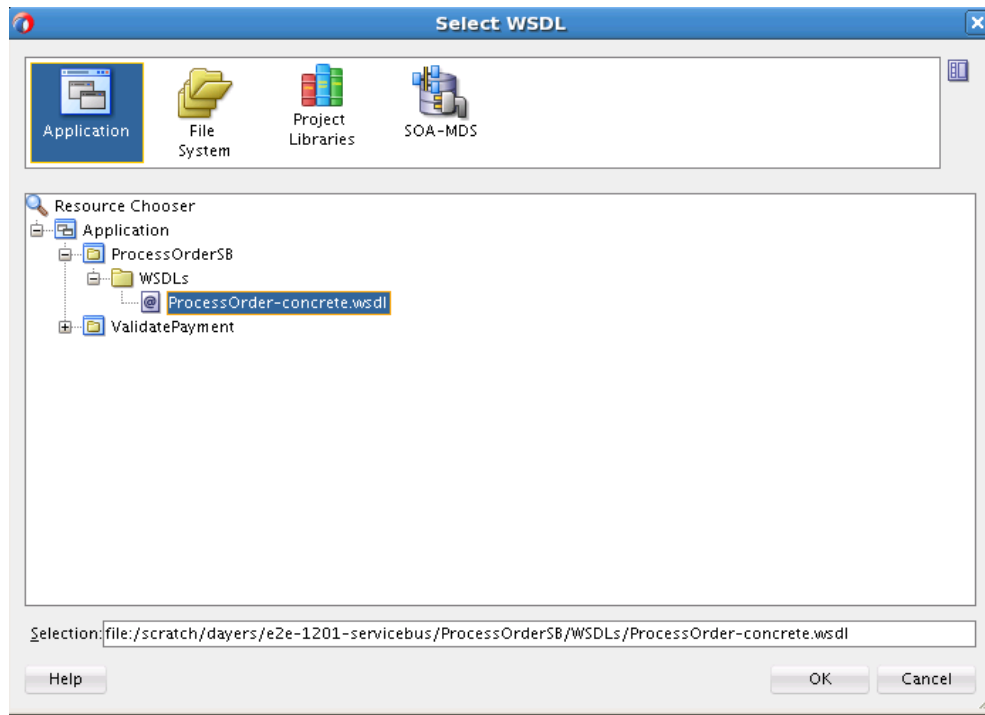 Select WSDL
Application
File
System
Project
Libraries
SOA-MDS
Resource Chooser
Application
ProcessOrderSB
WSDLs
@ ProcessOrder-concrete.wsdl
ValidatePayment
Selection: file:/scratch/dayers/e2e-1201-servicebus/ProcessOrderSB/WSDLs/ProcessOrder-concrete.wsdl
Help OK Cancel